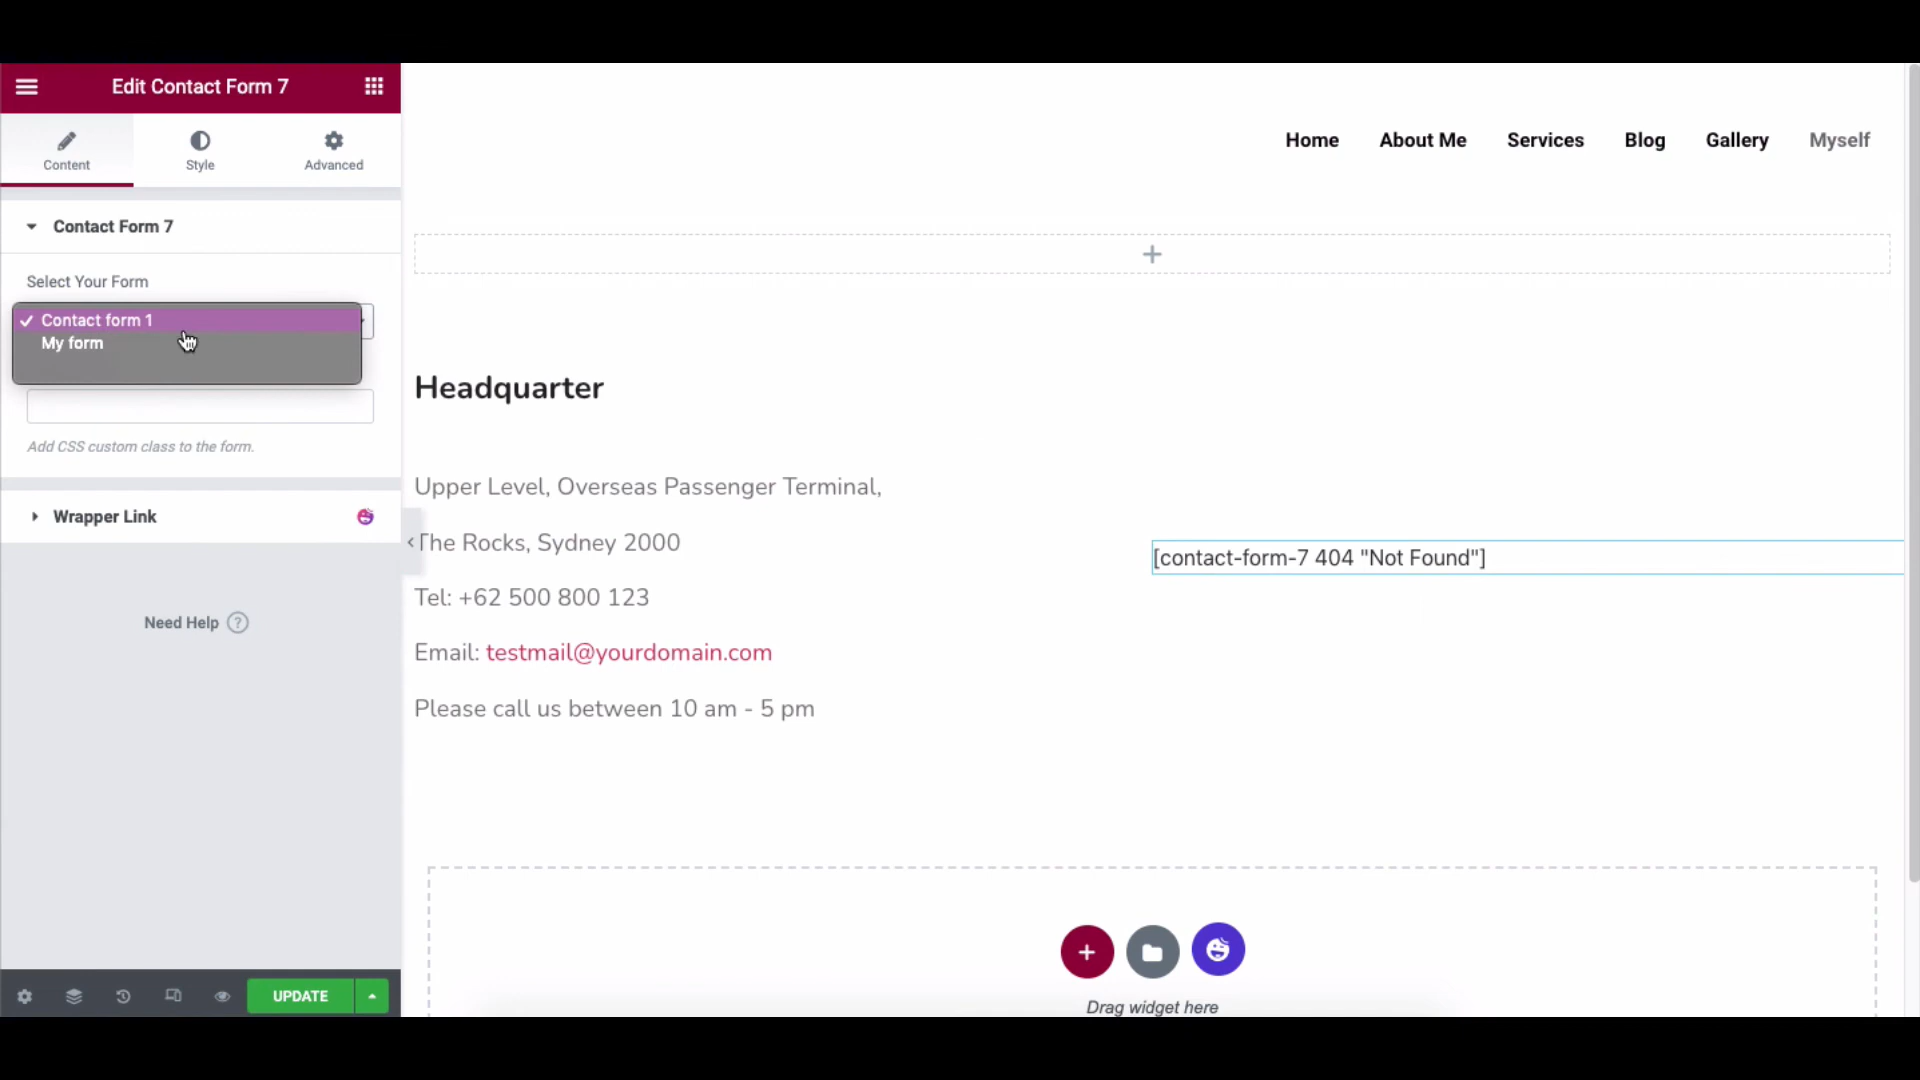 Edit Contact Form 7
Content
Style
Advanced
Contact Form 7
Select Your Form
Contact form 1
My form
Add CSS custom class to the form.
Wrapper Link
Need Help ?
UPDATE
Home About Me Services Blog Gallery Myself
Headquarter
Upper Level, Overseas Passenger Terminal,
The Rocks, Sydney 2000
Tel: +62 500 800 123
Email: testmail@yourdomain.com
Please call us between 10 am - 5 pm
[contact-form-7 404 "Not Found"]
Drag widget here